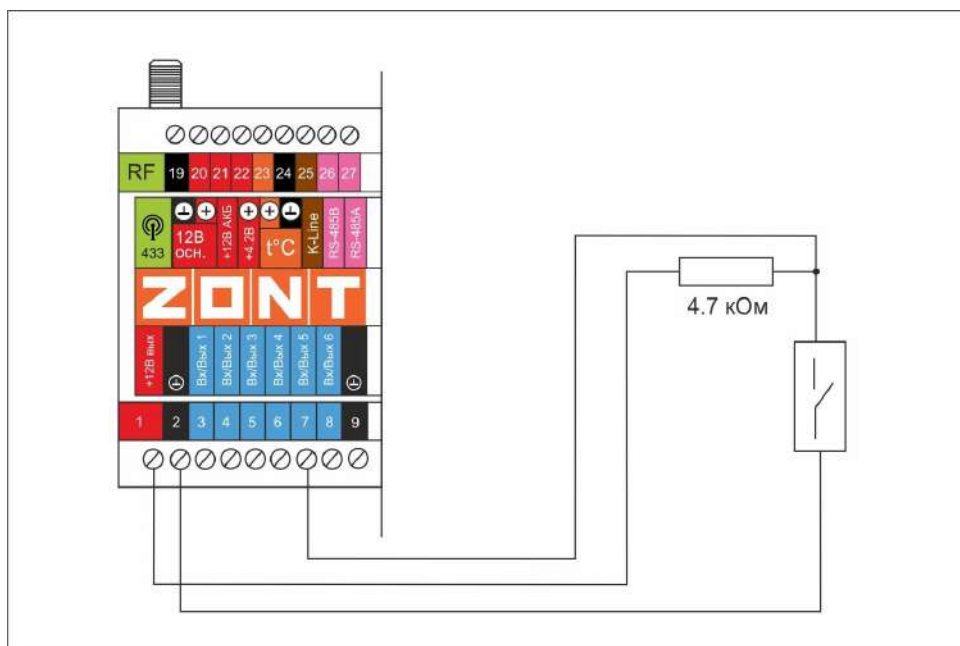 RF 19 20 21 22 23 24 25 26 27
433
12В
осн.
+12В АКБ
+4.2В
t°C
K-Line
RS-485B
RS-485A
ZONT
4.7 кОм
+12В вых
Вх/Вых 1
Вх/Вых 2
Вх/Вых 3
Вх/Вых 4
Вх/Вых 5
Вх/Вых 6
1 2 3 4 5 6 7 8 9